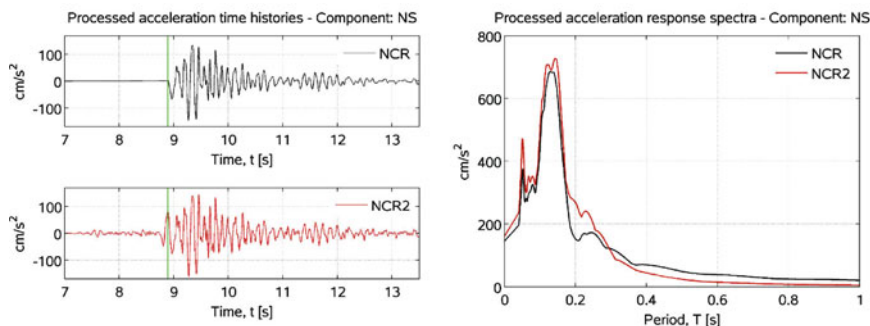 Processed acceleration time histories - Component: NS
100
0
-100
cm/s²
NCR
7 8 9 10 11 12 13
Time, t [s]
100
0
-100
cm/s²
NCR2
7 8 9 10 11 12 13
Time, t [s]
Processed acceleration response spectra - Component: NS
800
600
400
200
0
cm/s²
NCR
NCR2
0 0.2 0.4 0.6 0.8 1
Period, T [s]